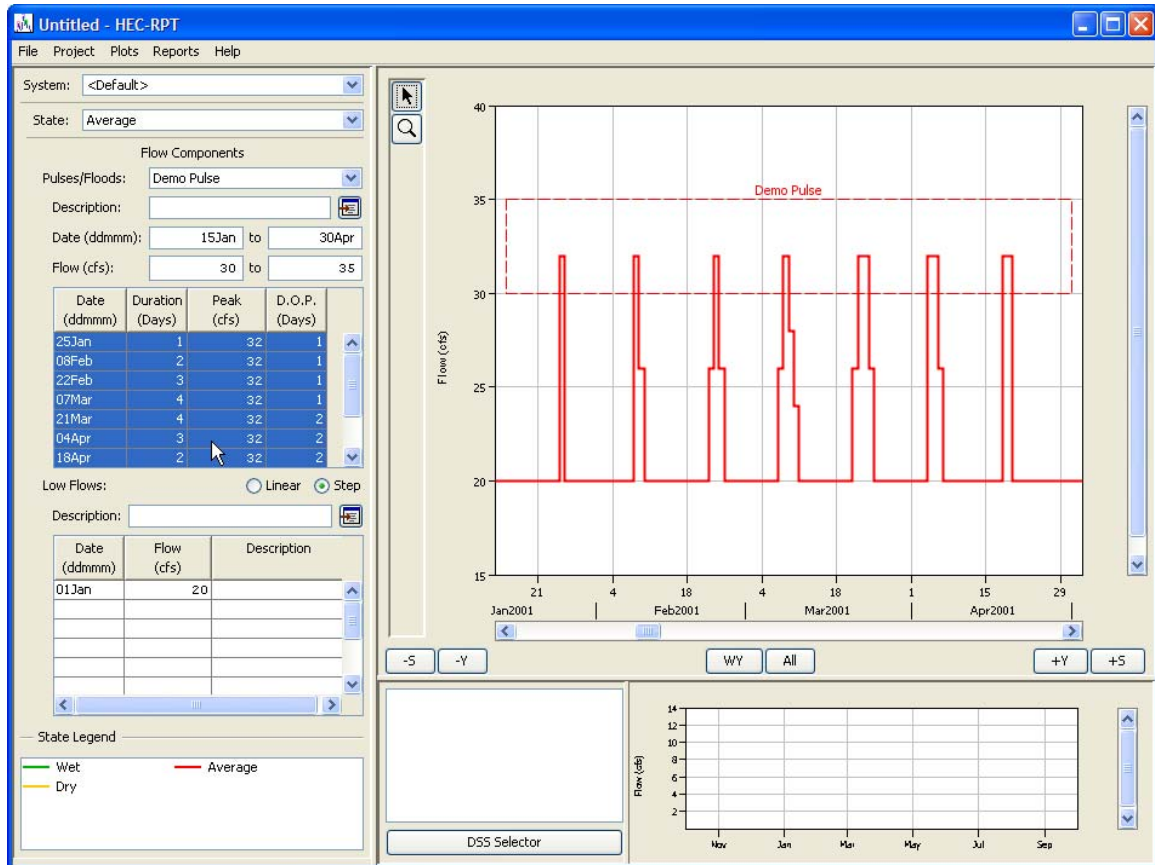 Untitled - HEC-RPT
File Project Plots Reports Help
System: <Default>
State: Average
Flow Components
Pulses/Floods: Demo Pulse
Description:
Date (ddmmm): 15Jan to 30Apr
Flow (cfs): 30 to 35
Date (ddmmm) Duration (Days) Peak (cfs) D.O.P. (Days)
25Jan 1 32 1
08Feb 2 32 1
22Feb 3 32 1
07Mar 4 32 1
21Mar 4 32 2
04Apr 3 32 2
18Apr 2 32 2
Low Flows: Linear Step
Description:
Date (ddmmm) Flow (cfs) Description
01Jan 20
State Legend
Wet Average
Dry
Demo Pulse
Flow (cfs)
40
35
30
25
20
15
21 4 18 4 18 1 15 29
Jan2001 Feb2001 Mar2001 Apr2001
-S -Y WY All +Y +S
DSS Selector
Flow (cfs)
14
12
10
8
6
4
2
Nov Jan Mar May Jul Sep